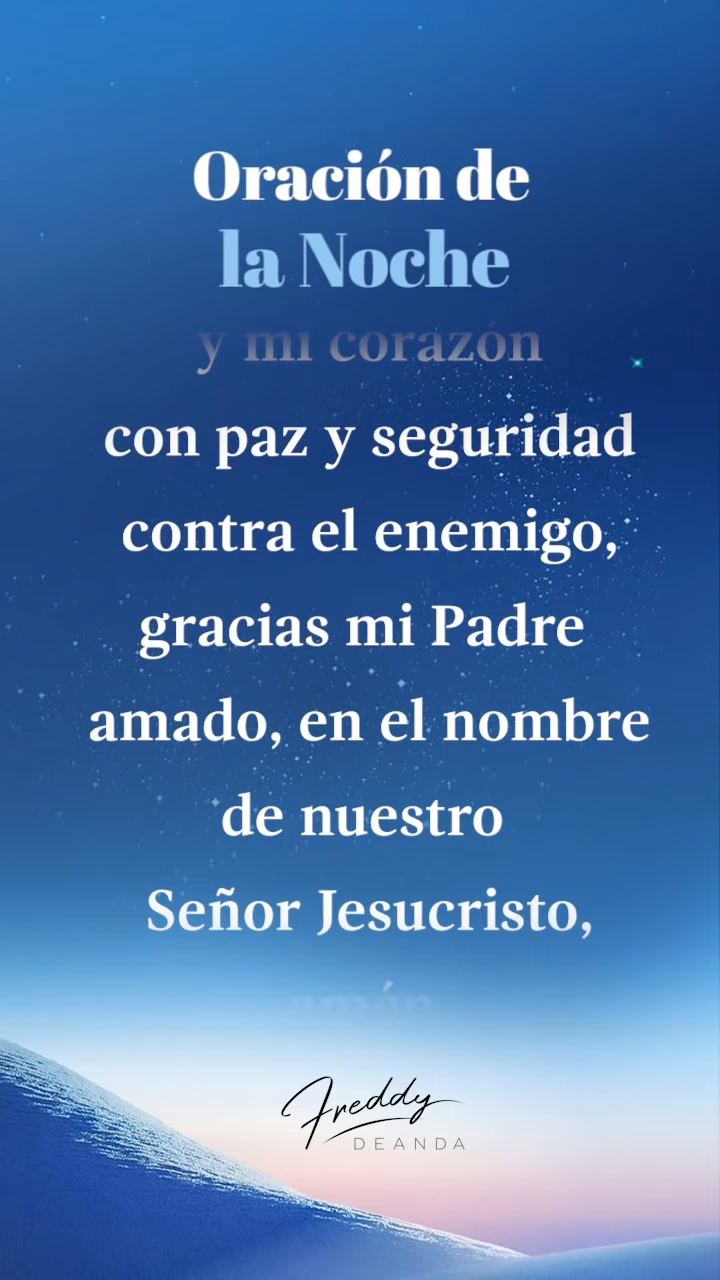 Oración de
la Noche
y mi corazón
con paz y seguridad
contra el enemigo,
gracias mi Padre
amado, en el nombre
de nuestro
Señor Jesucristo,
amén
Freddy
DEANDA